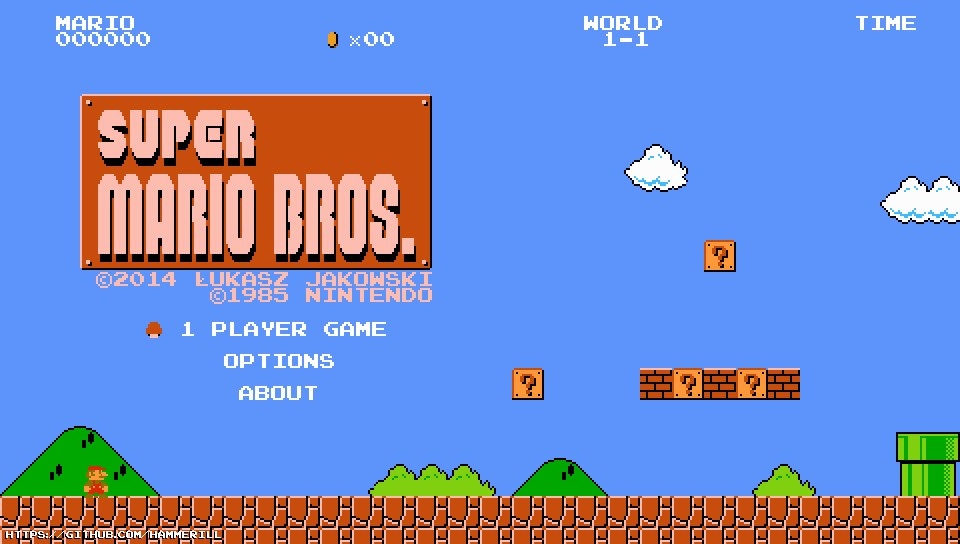 MARIO
WORLD
TIME
000000
x00
1-1
SUPER
MARIO BROS.
©2014 ŁUKASZ JAKOWSKI
©1985 NINTENDO
1 PLAYER GAME
?
OPTIONS
? ? ?
ABOUT
HTTPS://GITHUB.COM/HAMMERILL